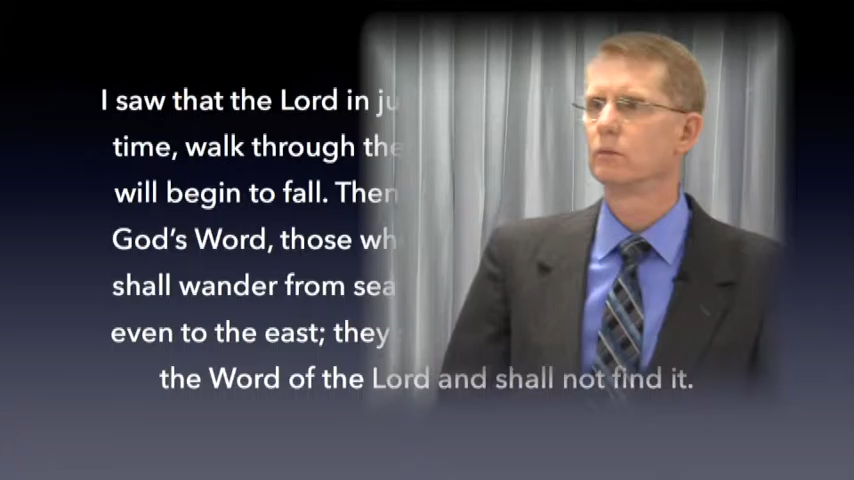 I saw that the Lord in ju
time, walk through the
will begin to fall. Then
God's Word, those wh
shall wander from sea
even to the east; they
the Word of the Lord and shall not find it.